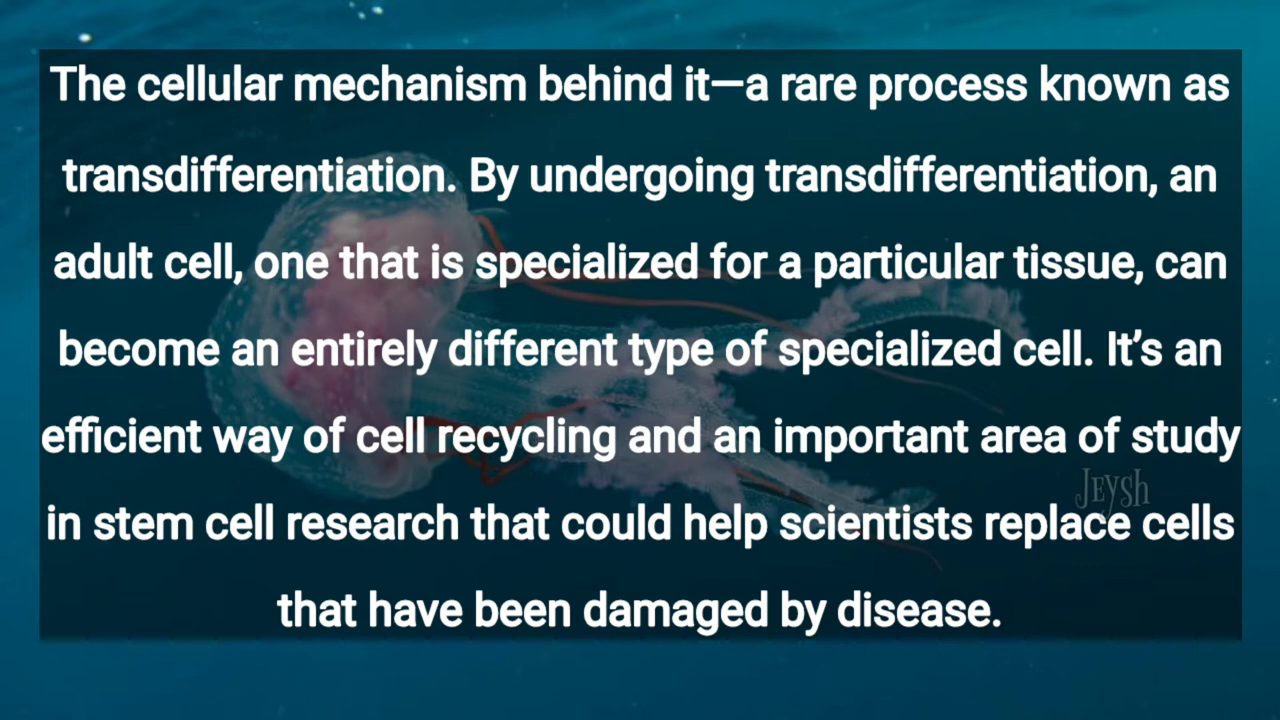 The cellular mechanism behind it—a rare process known as
transdifferentiation. By undergoing transdifferentiation, an
adult cell, one that is specialized for a particular tissue, can
become an entirely different type of specialized cell. It’s an
efficient way of cell recycling and an important area of study
in stem cell research that could help scientists replace cells
that have been damaged by disease.
Jeysh